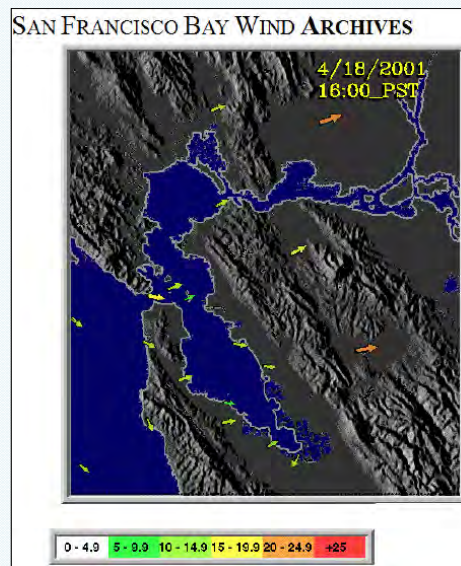 SAN FRANCISCO BAY WIND ARCHIVES
4/18/2001
16:00_PST
0 - 4.9 5 - 9.9 10 - 14.9 15 - 19.9 20 - 24.9 +25